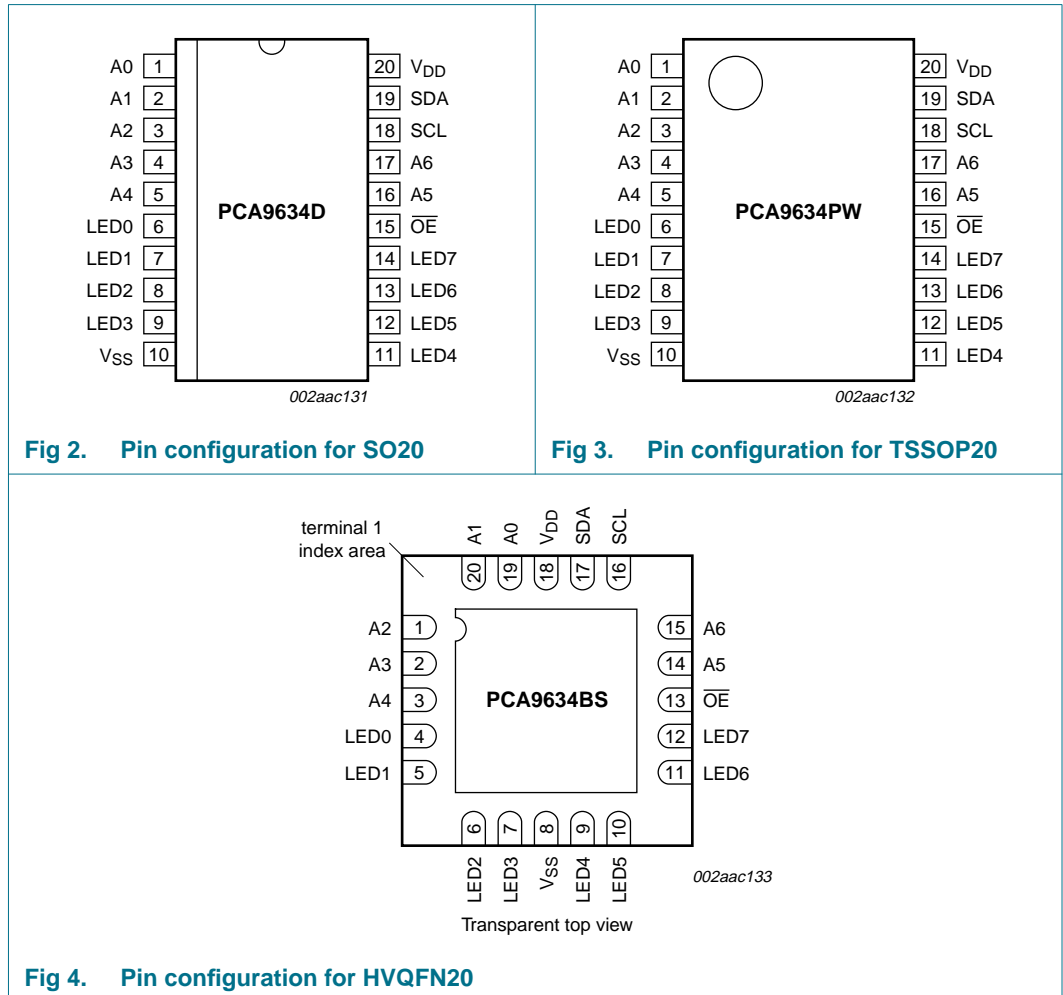 A0 1
A1 2
A2 3
A3 4
A4 5
LED0 6
LED1 7
LED2 8
LED3 9
VSS 10
PCA9634D
20 VDD
19 SDA
18 SCL
17 A6
16 A5
15 O̅E̅
14 LED7
13 LED6
12 LED5
11 LED4
002aac131
Fig 2. Pin configuration for SO20
A0 1
A1 2
A2 3
A3 4
A4 5
LED0 6
LED1 7
LED2 8
LED3 9
VSS 10
PCA9634PW
20 VDD
19 SDA
18 SCL
17 A6
16 A5
15 O̅E̅
14 LED7
13 LED6
12 LED5
11 LED4
002aac132
Fig 3. Pin configuration for TSSOP20
terminal 1
index area
A1 A0 VDD SDA SCL
20 19 18 17 16
A2 1
A3 2
A4 3
LED0 4
LED1 5
PCA9634BS
15 A6
14 A5
13 O̅E̅
12 LED7
11 LED6
6 7 8 9 10
LED2 LED3 VSS LED4 LED5
002aac133
Transparent top view
Fig 4. Pin configuration for HVQFN20